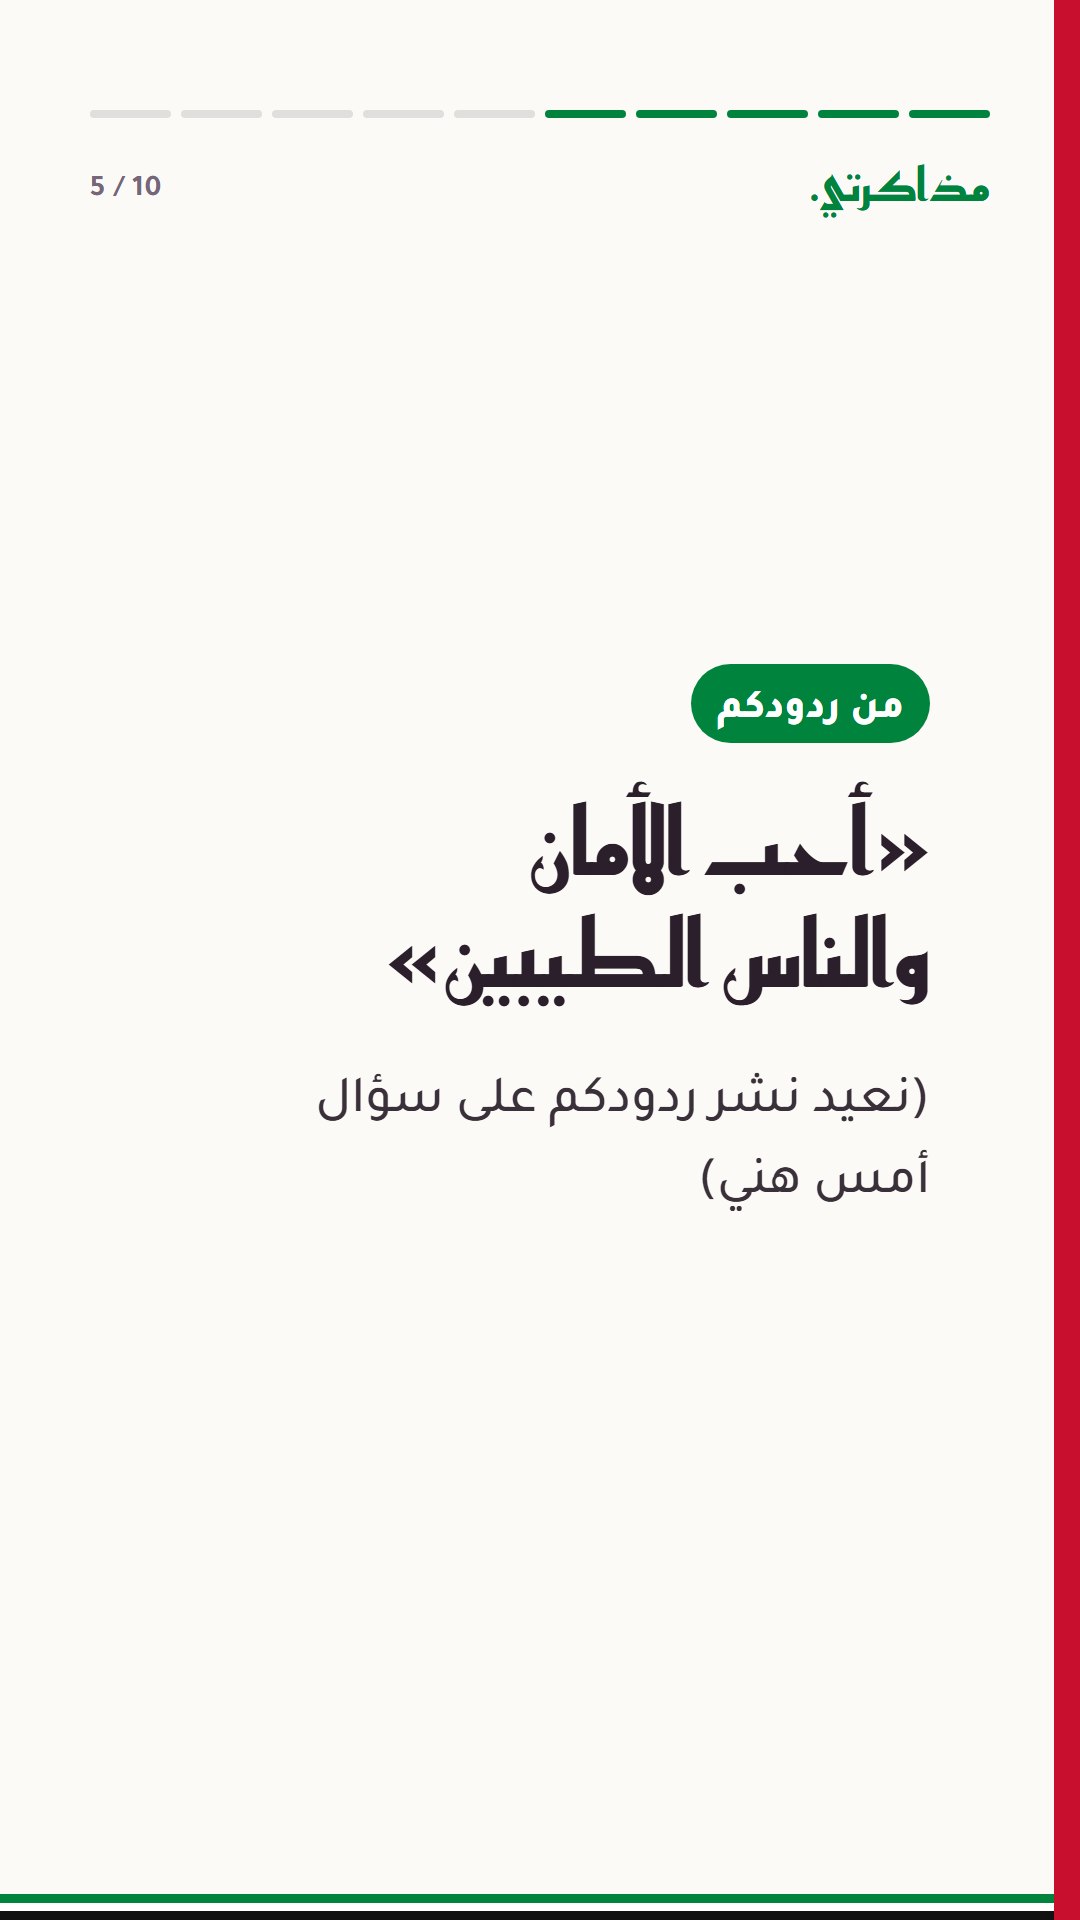 مذاكرتي.
5 / 10
من ردودكم
«أحب الأمان
والناس الطيبين»
(نعيد نشر ردودكم على سؤال
أمس هني)